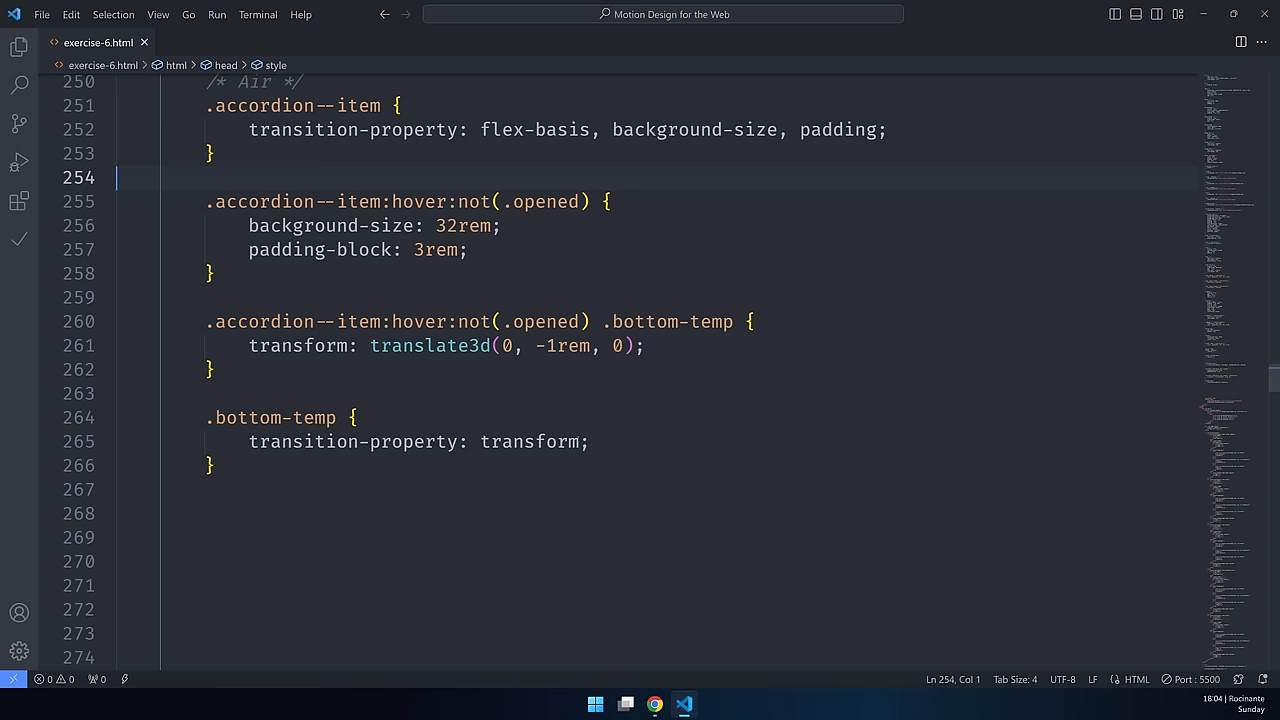 File Edit Selection View Go Run Terminal Help
Motion Design for the Web
exercise-6.html
exercise-6.html > html > head > style
250 /* Air */
251 .accordion--item {
252 transition-property: flex-basis, background-size, padding;
253 }
254
255 .accordion--item:hover:not(.opened)
256 background-size: 32rem;
257 padding-block: 3rem;
258 }
259
260 .accordion--item:hover:not(.opened) .bottom-temp {
261 transform: translate3d(0, -1rem, 0);
262 }
263
264 .bottom-temp {
265 transition-property: transform;
266 }
267
268
269
270
271
272
273
274
0 0 0 Ln 254, Col 1 Tab Size: 4 UTF-8 LF HTML Port : 5500
18:04 | Rocinante
Sunday